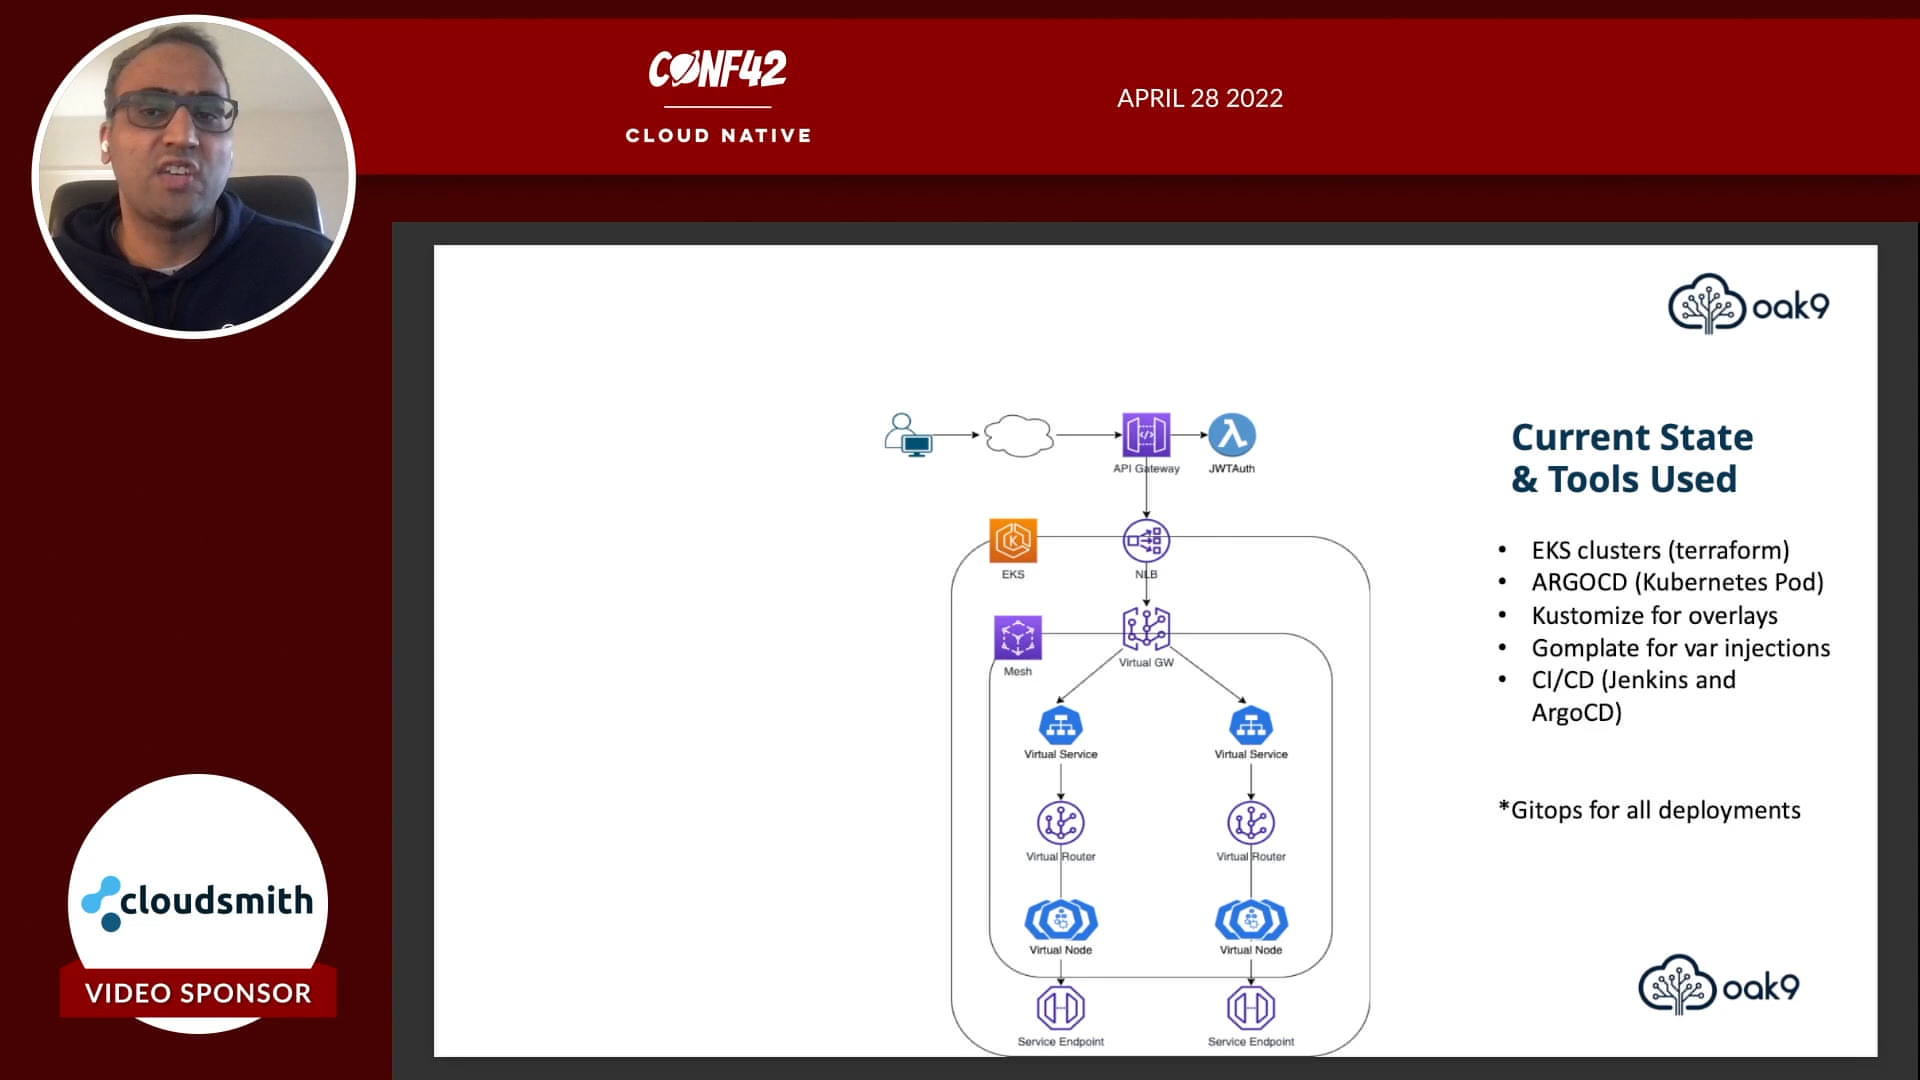 CONF42
CLOUD NATIVE
APRIL 28 2022
oak9
API Gateway
JWTAuth
EKS
NLB
Mesh
Virtual GW
Virtual Service
Virtual Service
Virtual Router
Virtual Router
Virtual Node
Virtual Node
Service Endpoint
Service Endpoint
Current State
& Tools Used
• EKS clusters (terraform)
• ARGOCD (Kubernetes Pod)
• Kustomize for overlays
• Gomplate for var injections
• CI/CD (Jenkins and
ArgoCD)
*Gitops for all deployments
oak9
cloudsmith
VIDEO SPONSOR